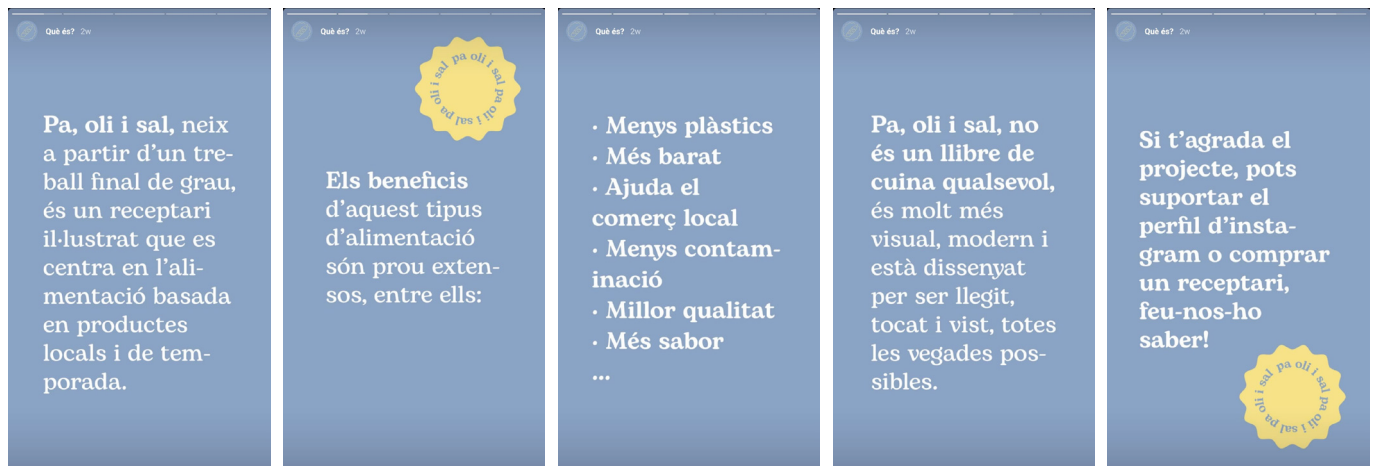 Què és? 2w
Pa, oli i sal, neix
a partir d'un tre-
ball final de grau,
és un receptari
il·lustrat que es
centra en l'ali-
mentació basada
en productes
locals i de tem-
porada.
Què és? 2w
pa oli i sal pa oli i sal pa oli i sal
Els beneficis
d'aquest tipus
d'alimentació
són prou exten-
sos, entre ells:
Què és? 2w
· Menys plàstics
· Més barat
· Ajuda el
comerç local
· Menys contam-
inació
· Millor qualitat
· Més sabor
...
Què és? 2w
Pa, oli i sal, no
és un llibre de
cuina qualsevol,
és molt més
visual, modern i
està dissenyat
per ser llegit,
tocat i vist, totes
les vegades pos-
sibles.
Què és? 2w
Si t'agrada el
projecte, pots
suportar el
perfil d'insta-
gram o comprar
un receptari,
feu-nos-ho
saber!
pa oli i sal pa oli i sal pa oli i sal